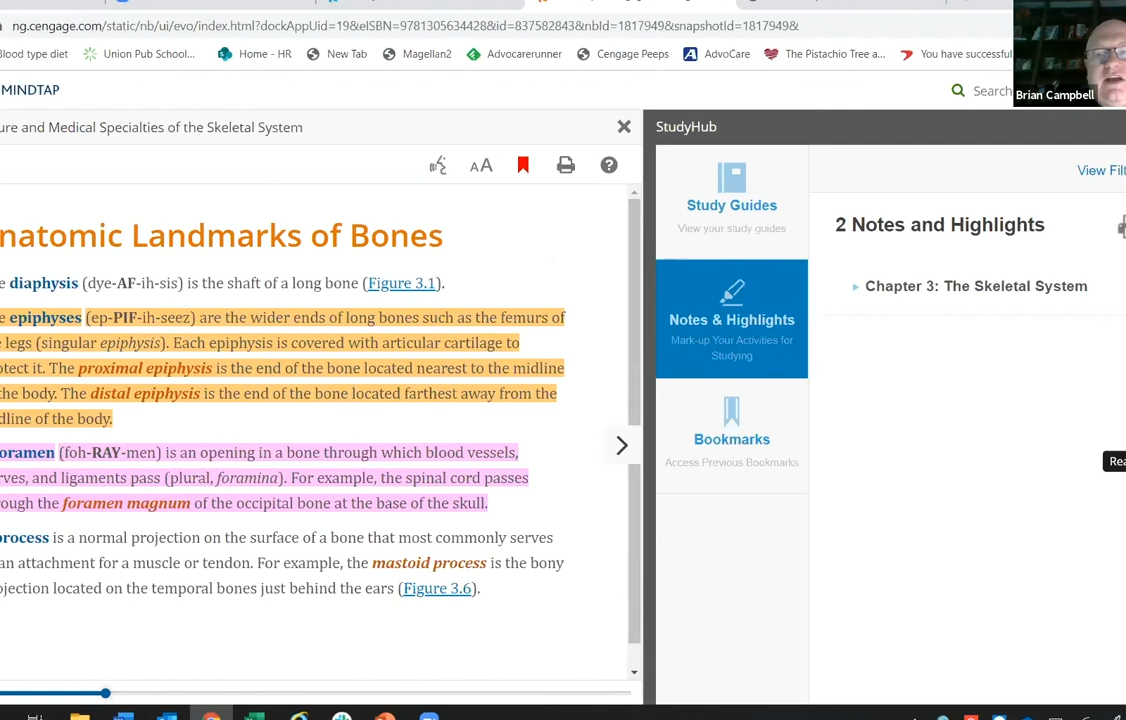 ng.cengage.com/static/nb/ui/evo/index.html?dockAppUid=19&eISBN=9781305634428&id=837582843&nbId=1817949&snapshotId=1817949&
Blood type diet Union Pub School... Home - HR New Tab Magellan2 Advocarerunner Cengage Peeps AdvoCare The Pistachio Tree a... You have successful
Brian Campbell
MINDTAP
Search
ure and Medical Specialties of the Skeletal System
StudyHub
AA
natomic Landmarks of Bones
e diaphysis (dye-AF-ih-sis) is the shaft of a long bone (Figure 3.1).
e epiphyses (ep-PIF-ih-seez) are the wider ends of long bones such as the femurs of
e legs (singular epiphysis). Each epiphysis is covered with articular cartilage to
otect it. The proximal epiphysis is the end of the bone located nearest to the midline
the body. The distal epiphysis is the end of the bone located farthest away from the
dline of the body.
oramen (foh-RAY-men) is an opening in a bone through which blood vessels,
rves, and ligaments pass (plural, foramina). For example, the spinal cord passes
ough the foramen magnum of the occipital bone at the base of the skull.
process is a normal projection on the surface of a bone that most commonly serves
an attachment for a muscle or tendon. For example, the mastoid process is the bony
ojection located on the temporal bones just behind the ears (Figure 3.6).
Study Guides
View your study guides
Notes & Highlights
Mark-up Your Activities for
Studying
Bookmarks
Access Previous Bookmarks
View Filt
2 Notes and Highlights
Chapter 3: The Skeletal System
Rea